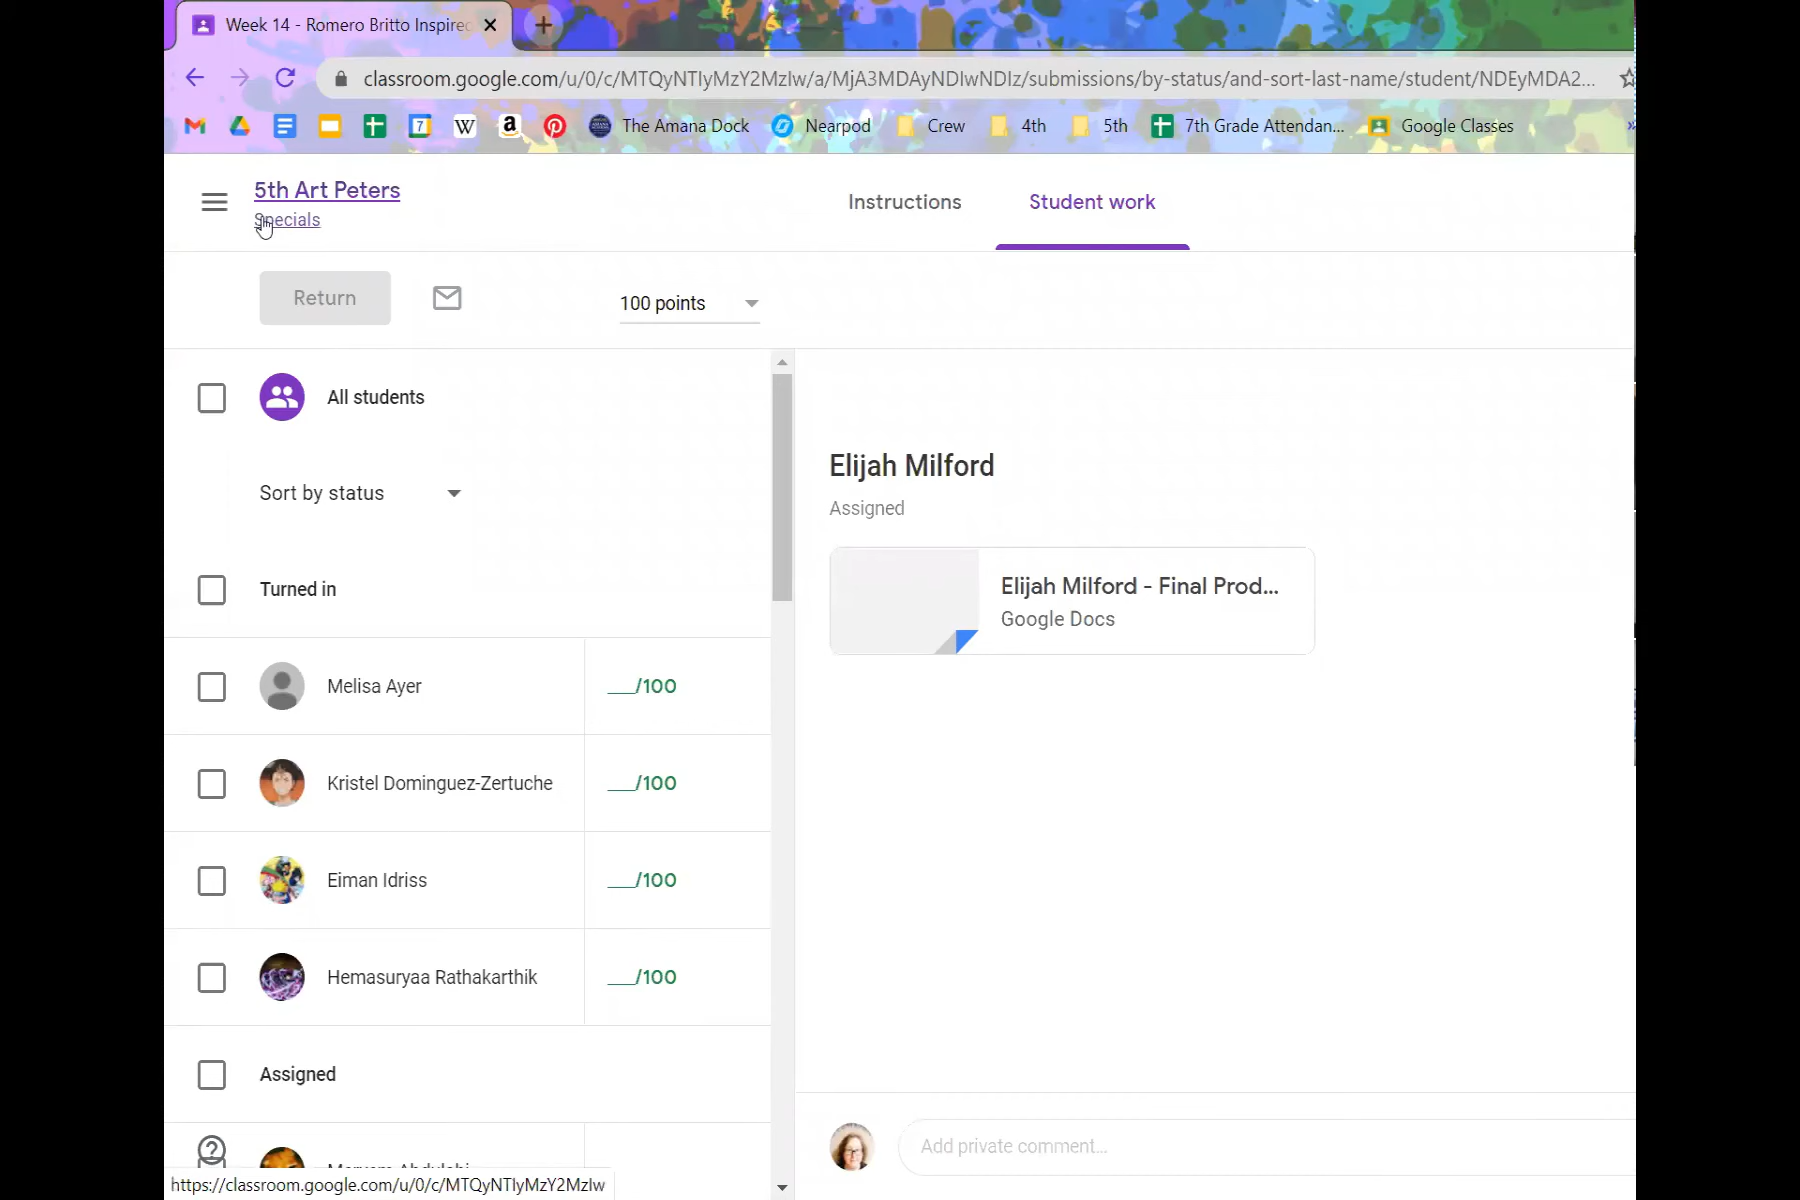 Week 14 - Romero Britto Inspired
classroom.google.com/u/0/c/MTQyNTIyMzY2MzIw/a/MjA3MDAyNDIwNDIz/submissions/by-status/and-sort-last-name/student/NDEyMDA2...
7
W
a
The Amana Dock
Nearpod
Crew
4th
5th
7th Grade Attendan...
Google Classes
»
5th Art Peters
Specials
Instructions
Student work
Return
100 points
All students
Sort by status
Turned in
Melisa Ayer
___/100
Kristel Dominguez-Zertuche
___/100
Eiman Idriss
___/100
Hemasuryaa Rathakarthik
___/100
Assigned
Elijah Milford
Assigned
Elijah Milford - Final Prod...
Google Docs
Add private comment...
https://classroom.google.com/u/0/c/MTQyNTIyMzY2MzIw